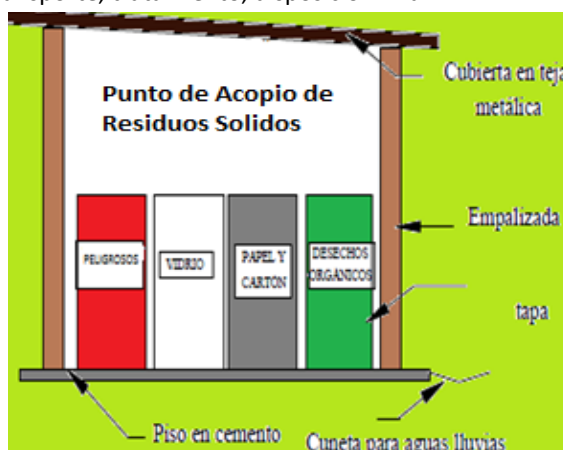 Cubierta en teja
metálica
Punto de Acopio de
Residuos Solidos
PELIGROSOS
VIDRIO
PAPEL Y
CARTON
DESECHOS
ORGANICOS
Empalizada
tapa
Piso en cemento
Cuneta para aguas lluvias